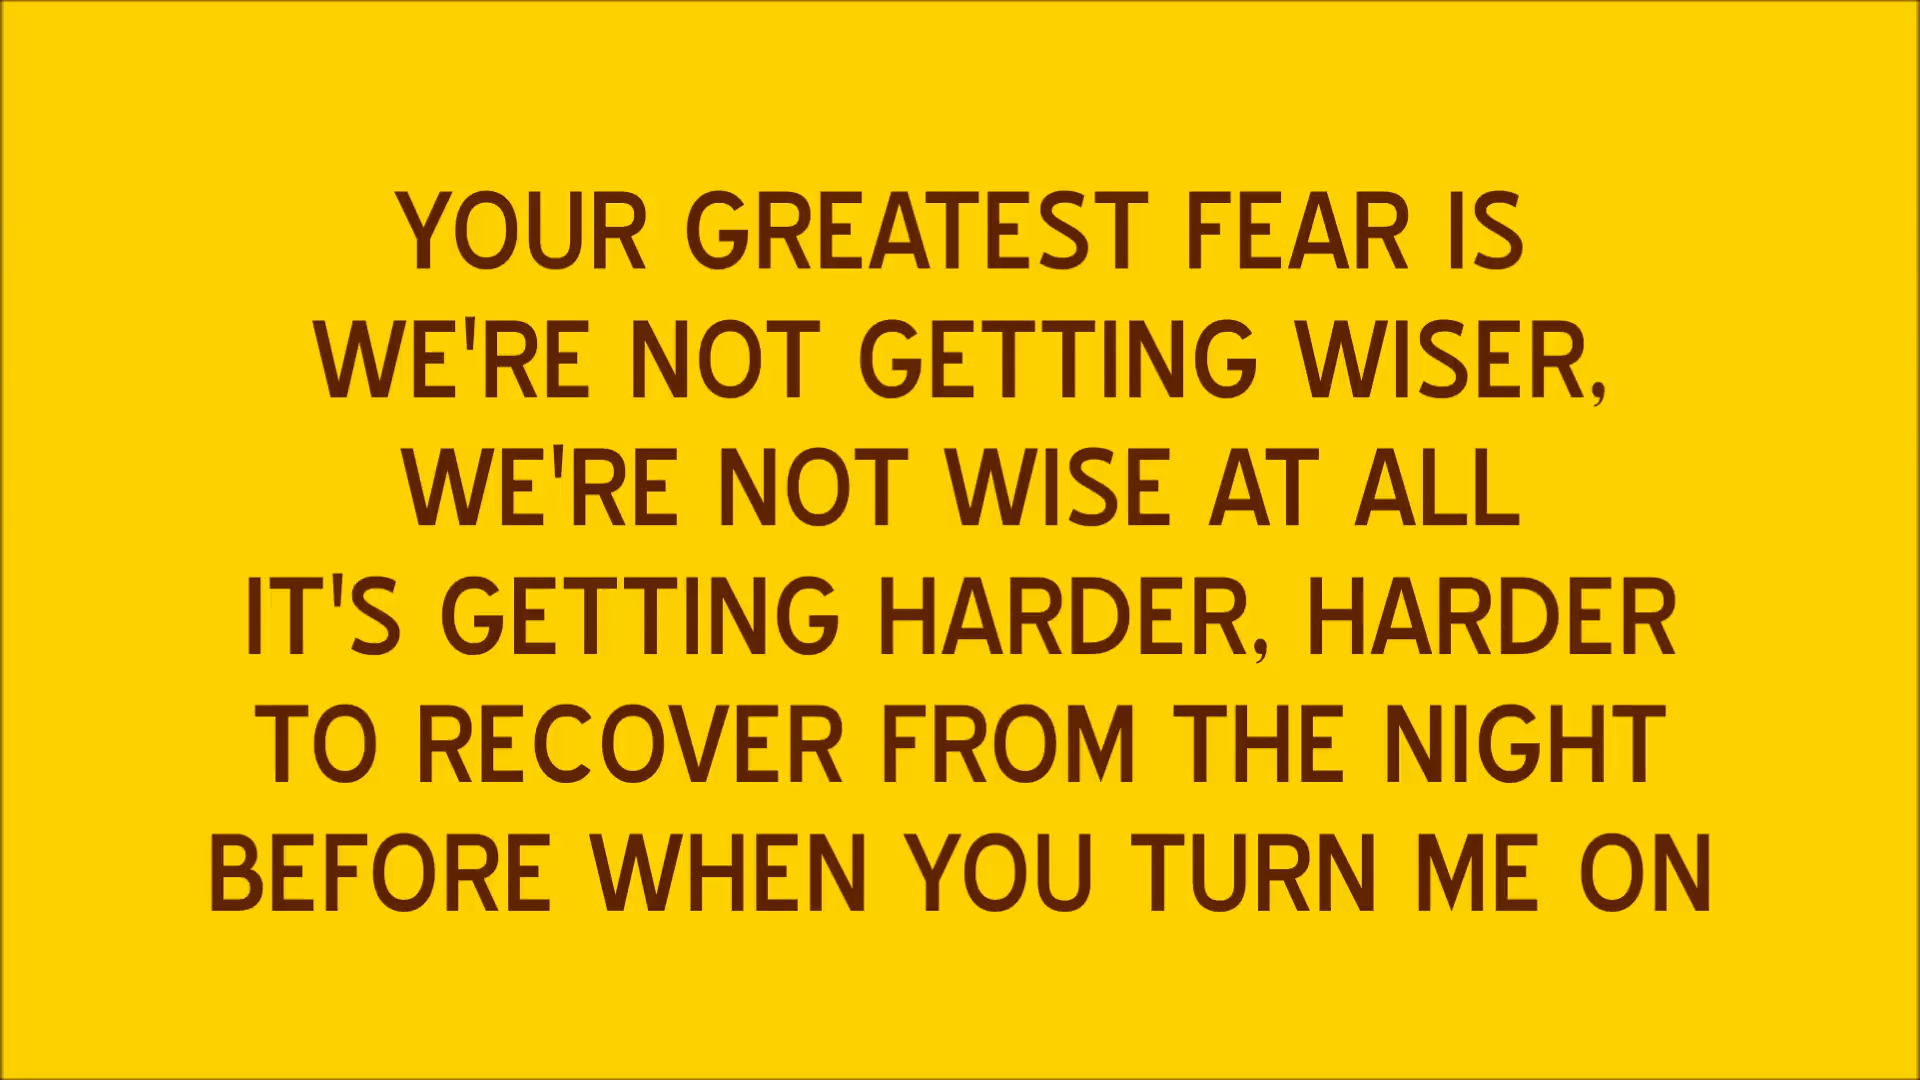 YOUR GREATEST FEAR IS
WE'RE NOT GETTING WISER,
WE'RE NOT WISE AT ALL
IT'S GETTING HARDER, HARDER
TO RECOVER FROM THE NIGHT
BEFORE WHEN YOU TURN ME ON